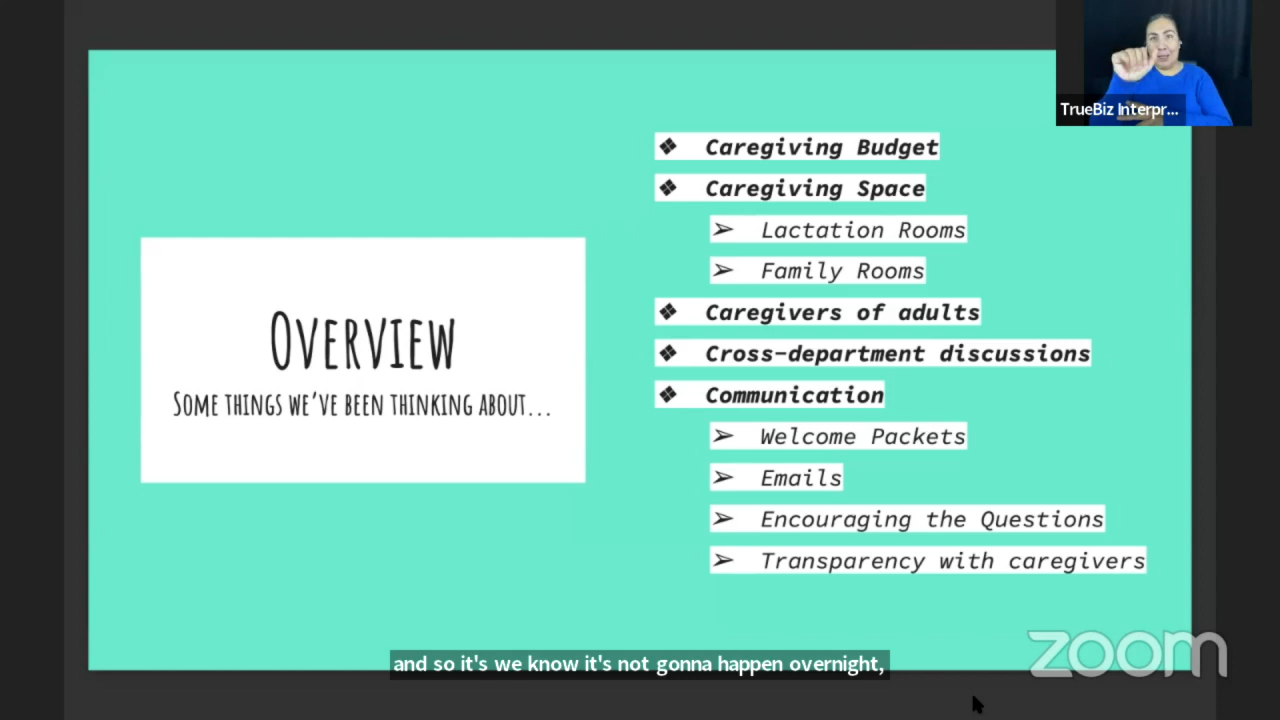 TrueBiz Interpr...
❖ Caregiving Budget
❖ Caregiving Space
➢ Lactation Rooms
➢ Family Rooms
❖ Caregivers of adults
❖ Cross-department discussions
❖ Communication
➢ Welcome Packets
➢ Emails
➢ Encouraging the Questions
➢ Transparency with caregivers
Overview
Some things we've been thinking about...
and so it's we know it's not gonna happen overnight,
zoom